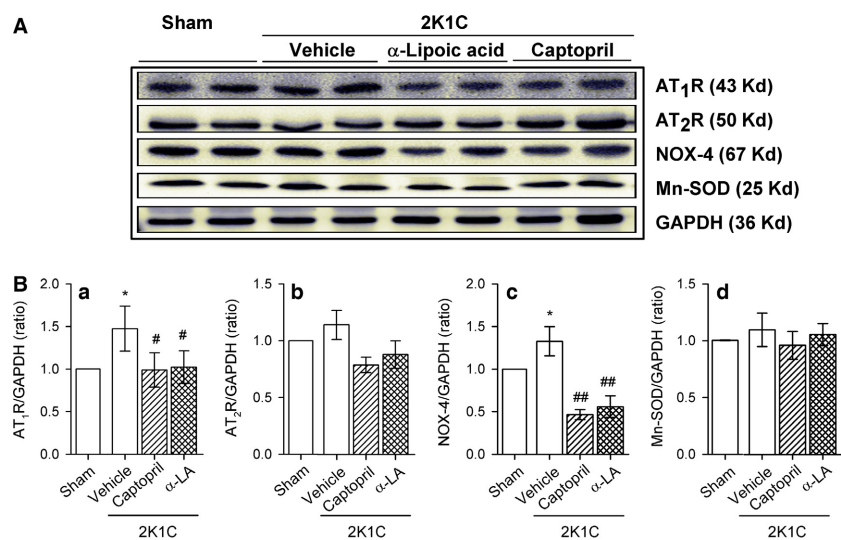 A
Sham
2K1C
Vehicle
α-Lipoic acid
Captopril
AT1R (43 Kd)
AT2R (50 Kd)
NOX-4 (67 Kd)
Mn-SOD (25 Kd)
GAPDH (36 Kd)
B
a
AT1R/GAPDH (ratio)
2.0
1.5
1.0
0.5
0.0
*
#
#
Sham
Vehicle
Captopril
α-LA
2K1C
b
AT2R/GAPDH (ratio)
1.5
1.0
0.5
0.0
Sham
Vehicle
Captopril
α-LA
2K1C
c
NOX-4/GAPDH (ratio)
2.0
1.5
1.0
0.5
0.0
*
##
##
Sham
Vehicle
Captopril
α-LA
2K1C
d
Mn-SOD/GAPDH (ratio)
1.5
1.0
0.5
0.0
Sham
Vehicle
Captopril
α-LA
2K1C